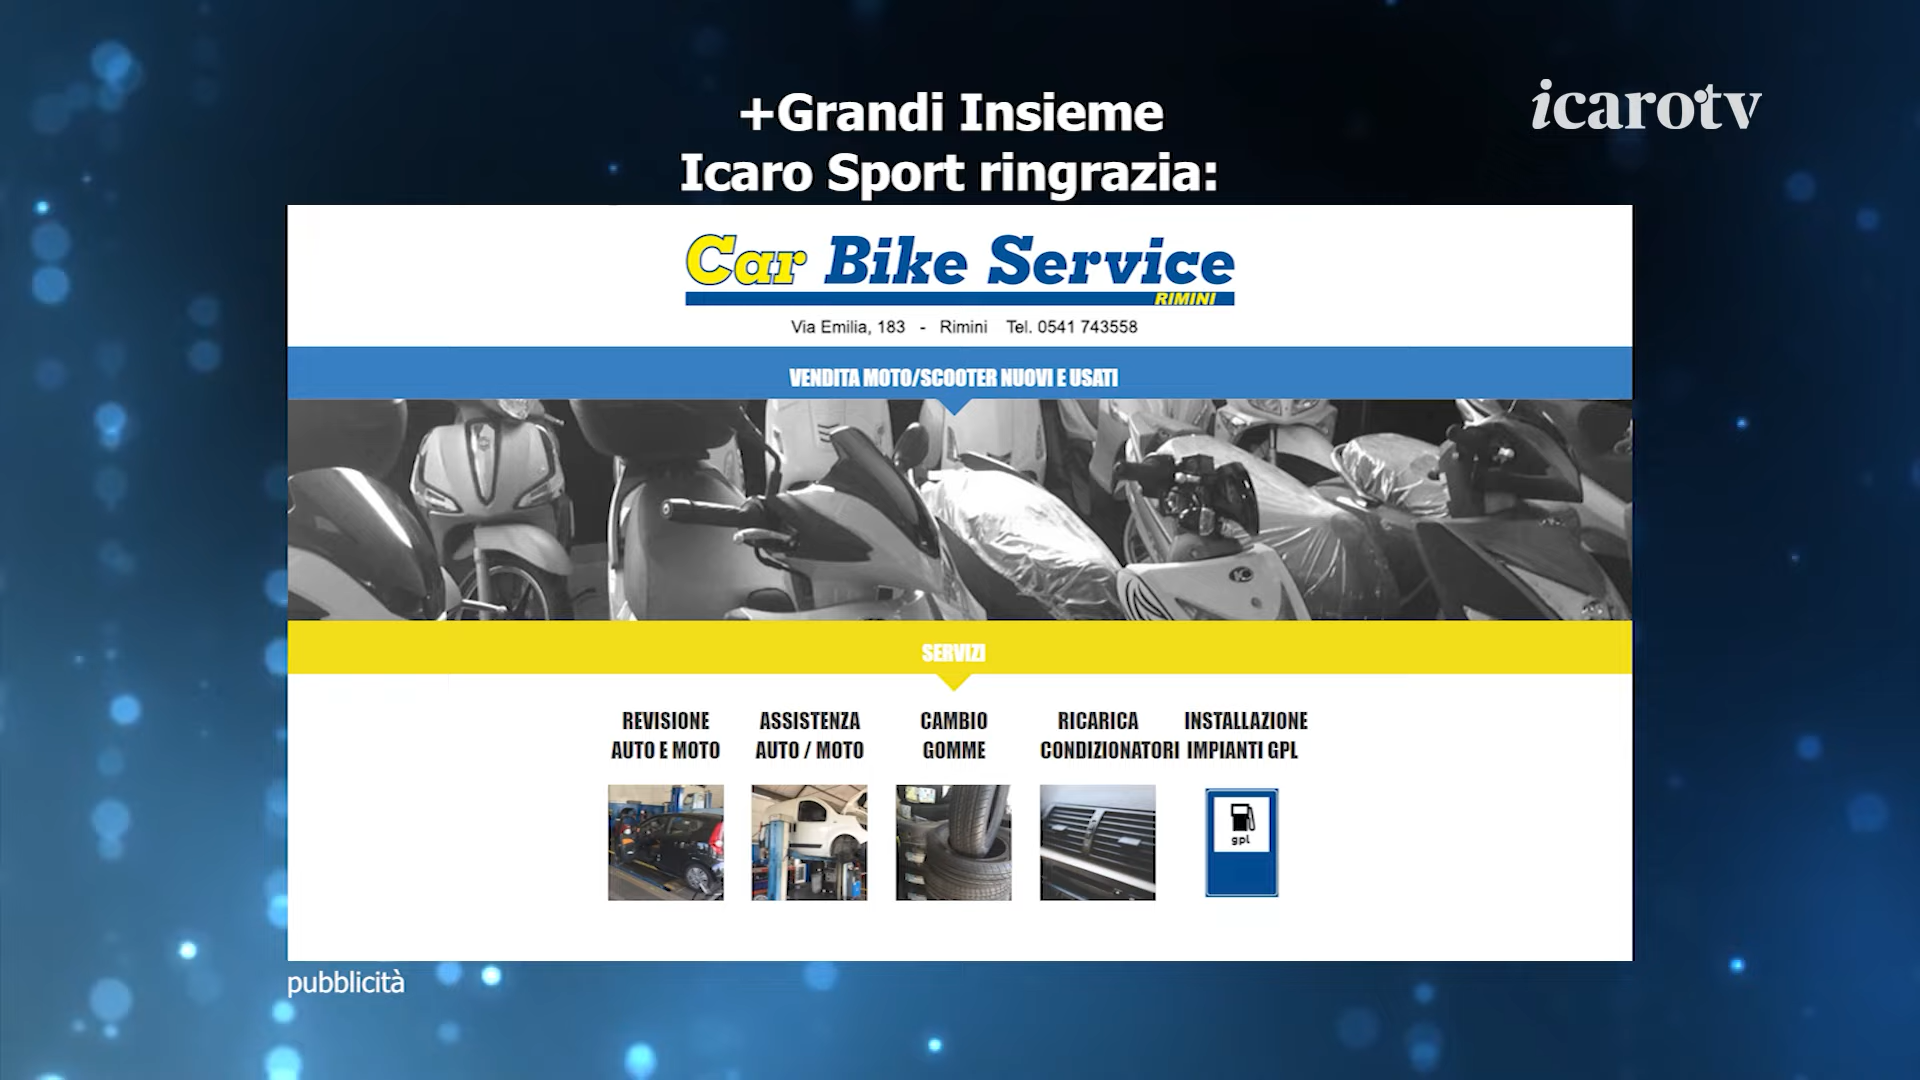 icarotv
+Grandi Insieme
Icaro Sport ringrazia:
Car Bike Service
RIMINI
Via Emilia, 183 - Rimini Tel. 0541 743558
VENDITA MOTO/SCOOTER NUOVI E USATI
SERVIZI
REVISIONE
AUTO E MOTO
ASSISTENZA
AUTO / MOTO
CAMBIO
GOMME
RICARICA
CONDIZIONATORI
INSTALLAZIONE
IMPIANTI GPL
gpl
pubblicità